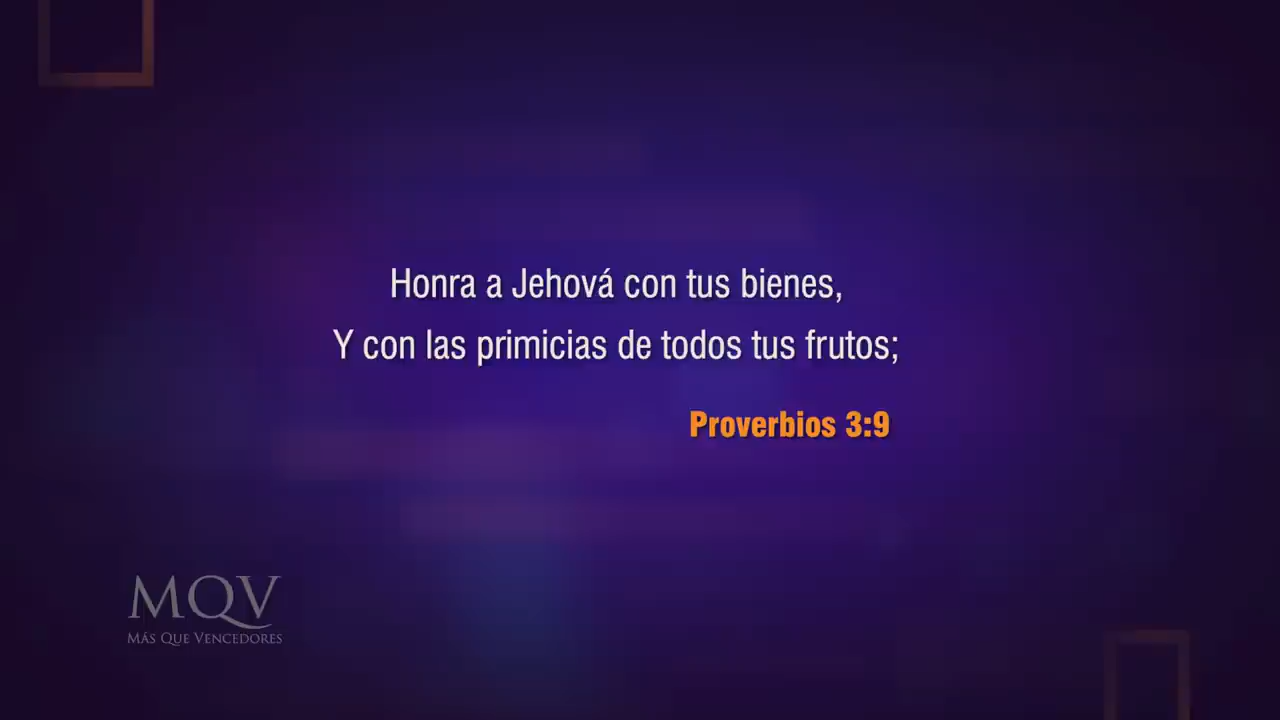 Honra a Jehová con tus bienes,
Y con las primicias de todos tus frutos;
Proverbios 3:9
MQV
Más Que Vencedores